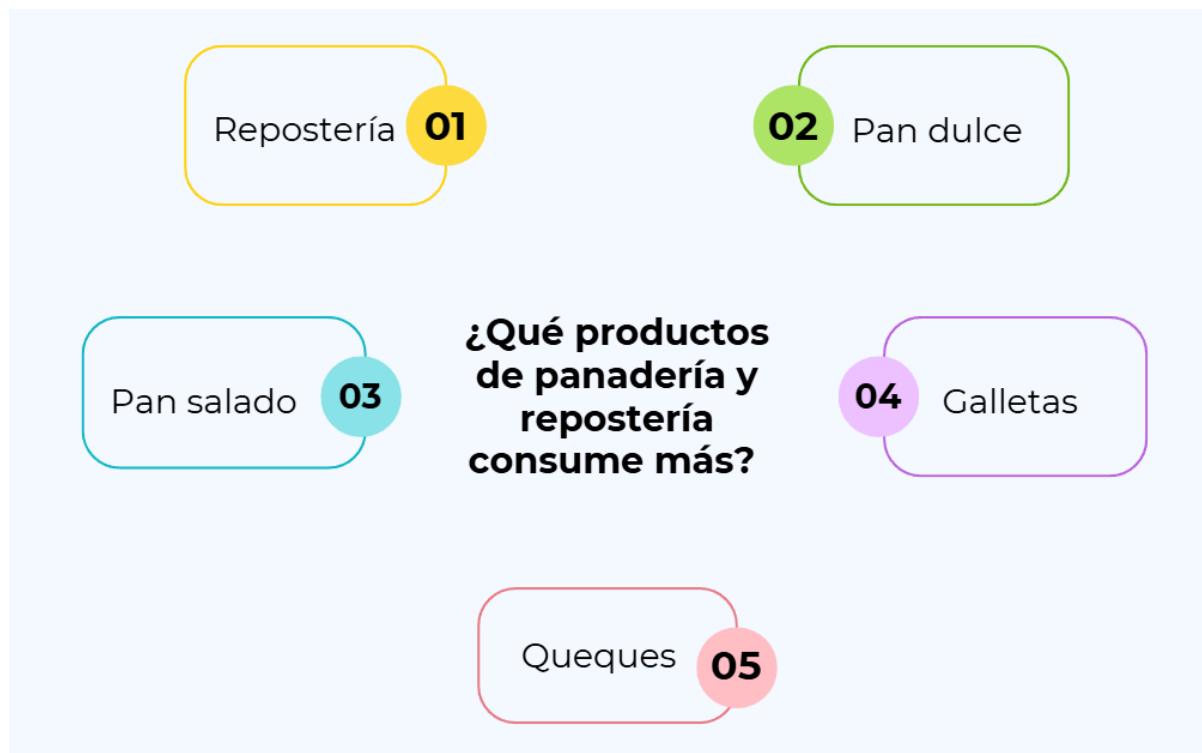 Repostería 01
02 Pan dulce
¿Qué productos
de panadería y
repostería
consume más?
Pan salado 03
04 Galletas
Queques 05